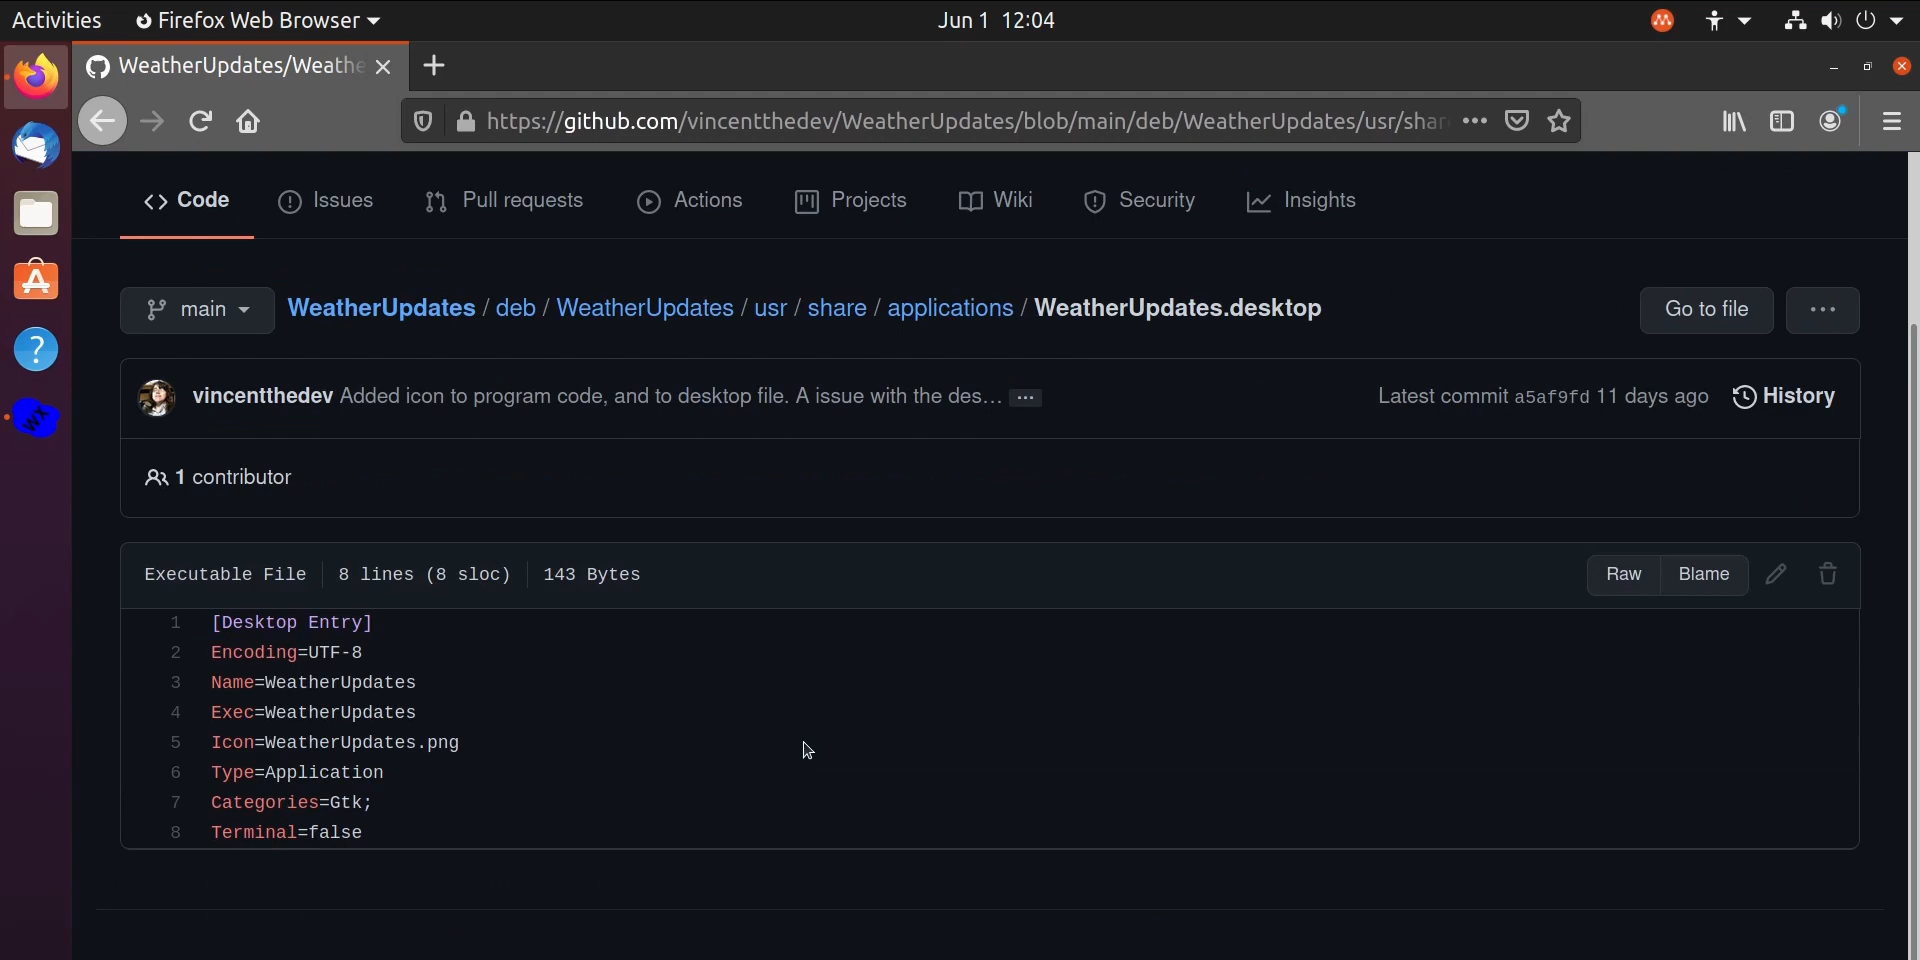 Activities Firefox Web Browser Jun 1 12:04
WeatherUpdates/Weathe
https://github.com/vincentthedev/WeatherUpdates/blob/main/deb/WeatherUpdates/usr/shar
Code Issues Pull requests Actions Projects Wiki Security Insights
main WeatherUpdates / deb / WeatherUpdates / usr / share / applications / WeatherUpdates.desktop Go to file ...
vincentthedev Added icon to program code, and to desktop file. A issue with the des… ... Latest commit a5af9fd 11 days ago History
WX
1 contributor
Executable File 8 lines (8 sloc) 143 Bytes Raw Blame
1 [Desktop Entry]
2 Encoding=UTF-8
3 Name=WeatherUpdates
4 Exec=WeatherUpdates
5 Icon=WeatherUpdates.png
6 Type=Application
7 Categories=Gtk;
8 Terminal=false